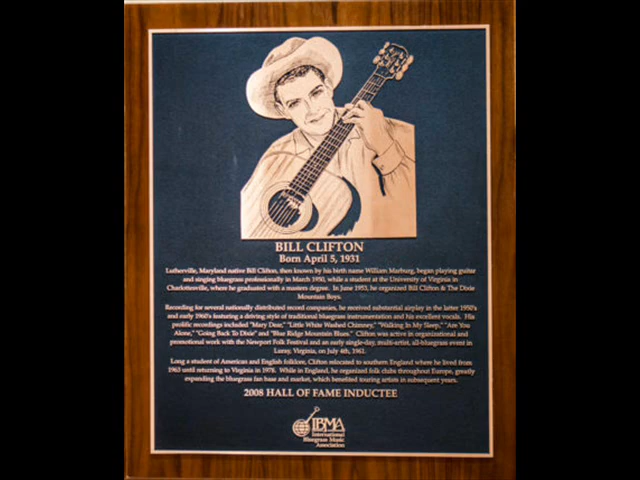 BILL CLIFTON
Born April 5, 1931
Lutherville, Maryland native Bill Clifton, then known by his birth name William Marburg, began playing guitar
and singing bluegrass professionally in March 1950, while a student at the University of Virginia in
Charlottesville, where he graduated with a masters degree. In June 1953, he organized Bill Clifton & The Dixie
Mountain Boys.
Recording for several nationally distributed record companies, he received substantial airplay in the latter 1950's
and early 1960's featuring a driving style of traditional bluegrass instrumentation and his excellent vocals. His
prolific recordings included "Mary Dear," "Little White Washed Chimney," "Walking In My Sleep," "Are You
Alone," "Going Back To Dixie" and "Blue Ridge Mountain Blues." Clifton was active in organizational and
promotional work with the Newport Folk Festival and an early single-day, multi-artist, all-bluegrass event in
Luray, Virginia, on July 4th, 1961.
Long a student of American and English folklore, Clifton relocated to southern England where he lived from
1963 until returning to Virginia in 1978. While in England, he organized folk clubs throughout Europe, greatly
expanding the bluegrass fan base and market, which benefited touring artists in subsequent years.
2008 HALL OF FAME INDUCTEE
IBMA
International
Bluegrass Music
Association